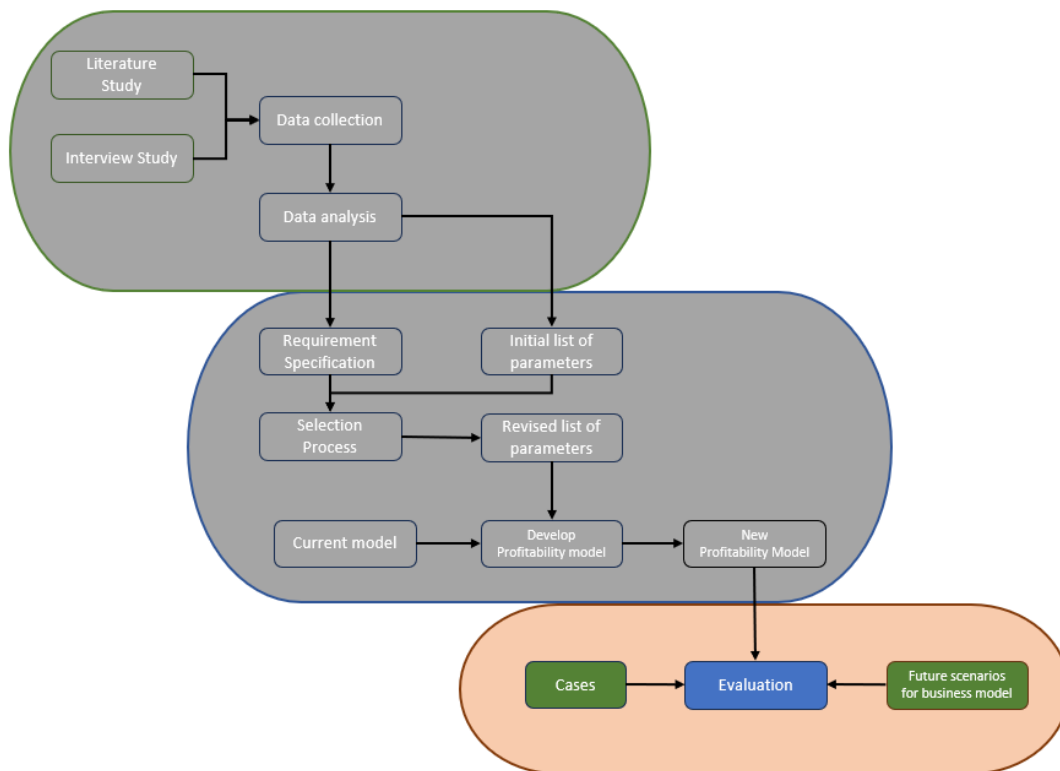 Literature
Study
Data collection
Interview Study
Data analysis
Requirement
Specification
Initial list of
parameters
Selection
Process
Revised list of
parameters
Current model
Develop
Profitability model
New
Profitability Model
Cases
Evaluation
Future scenarios
for business model